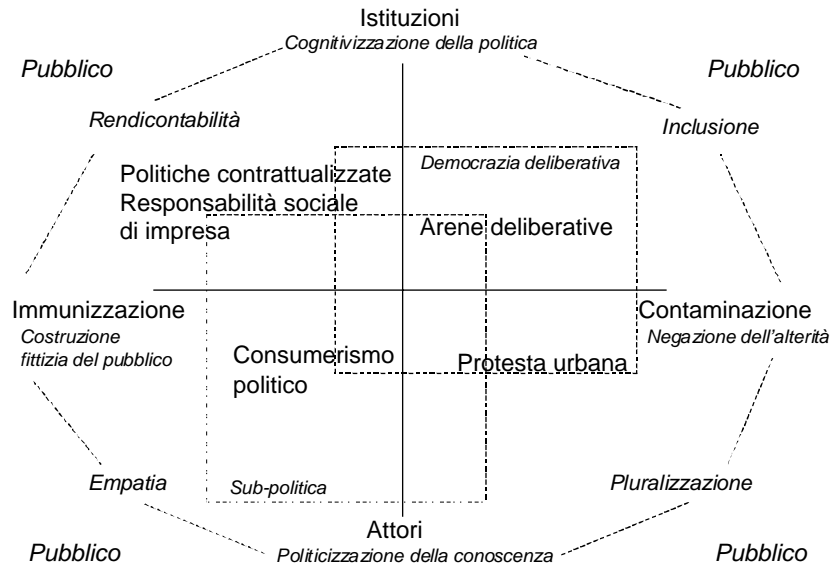 Istituzioni
Cognitivizzazione della politica
Pubblico
Pubblico
Rendicontabilità
Inclusione
Politiche contrattualizzate
Responsabilità sociale
di impresa
Democrazia deliberativa
Arene deliberative
Immunizzazione
Costruzione
fittizia del pubblico
Contaminazione
Negazione dell'alterità
Consumerismo
politico
Protesta urbana
Empatia
Sub-politica
Pluralizzazione
Attori
Politicizzazione della conoscenza
Pubblico
Pubblico